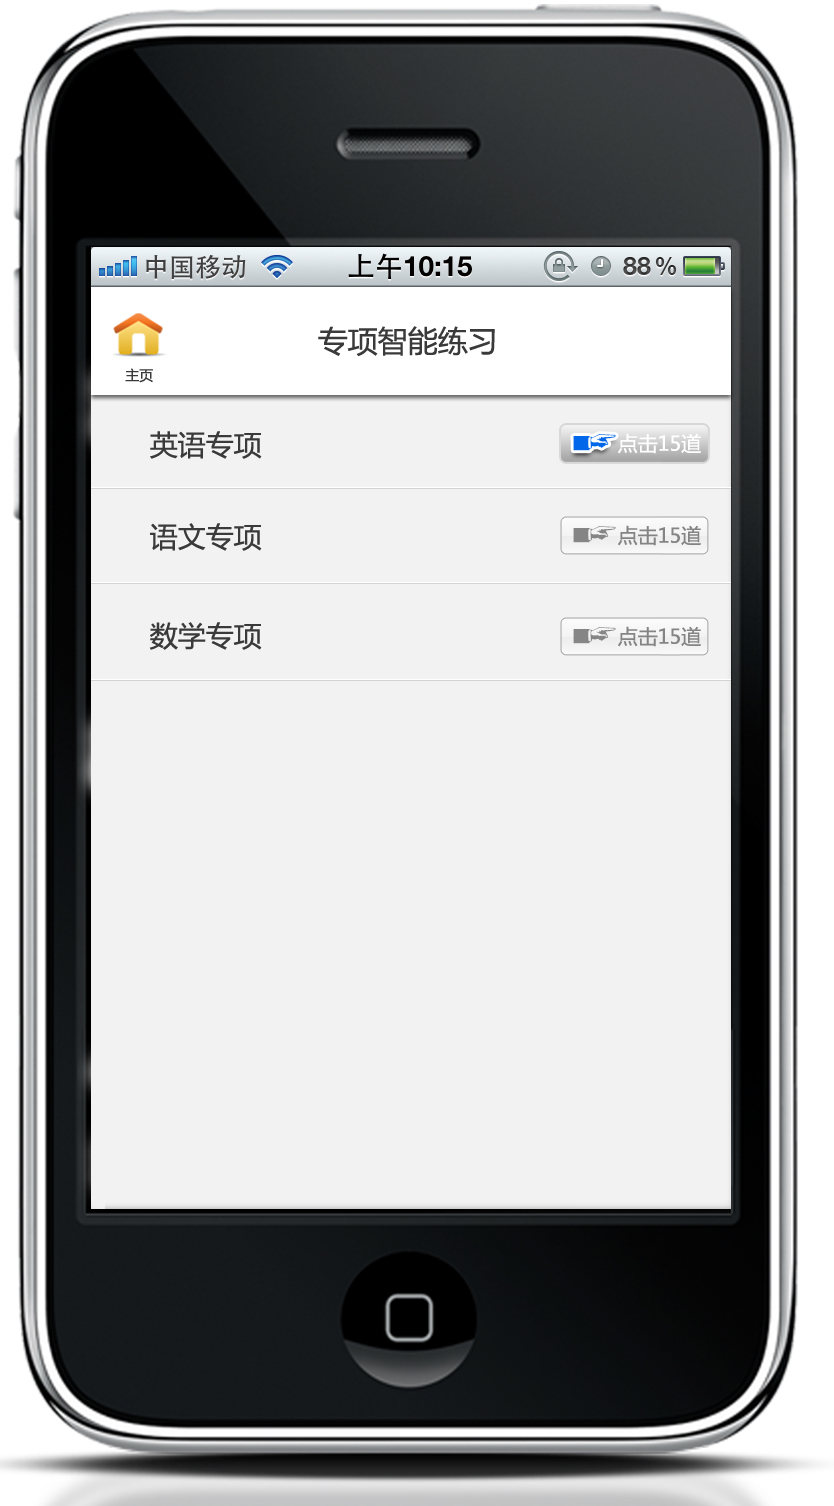 中国移动 上午10:15 88%
专项智能练习
主页
英语专项 点击15道
语文专项 点击15道
数学专项 点击15道